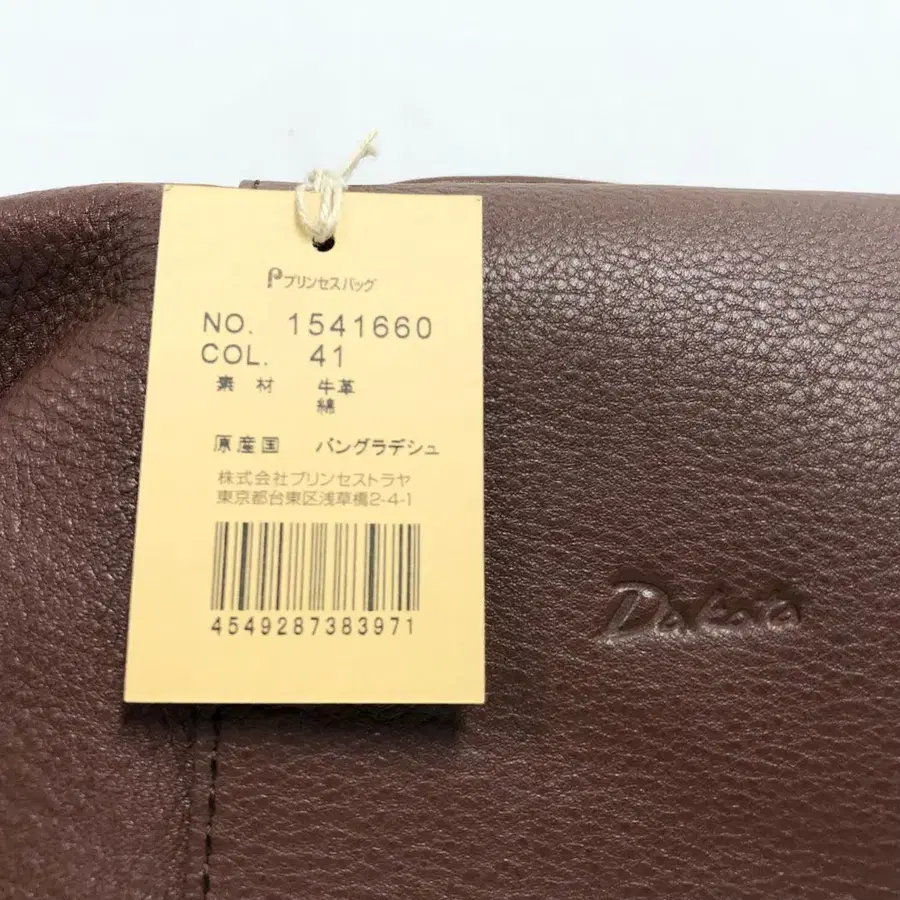 プリンセスバッグ
NO. 1541660
COL. 41
素材 牛革
綿
原産国 バングラデシュ
株式会社プリンセストラヤ
東京都台東区浅草橋2-4-1
4549287383971
Dakota